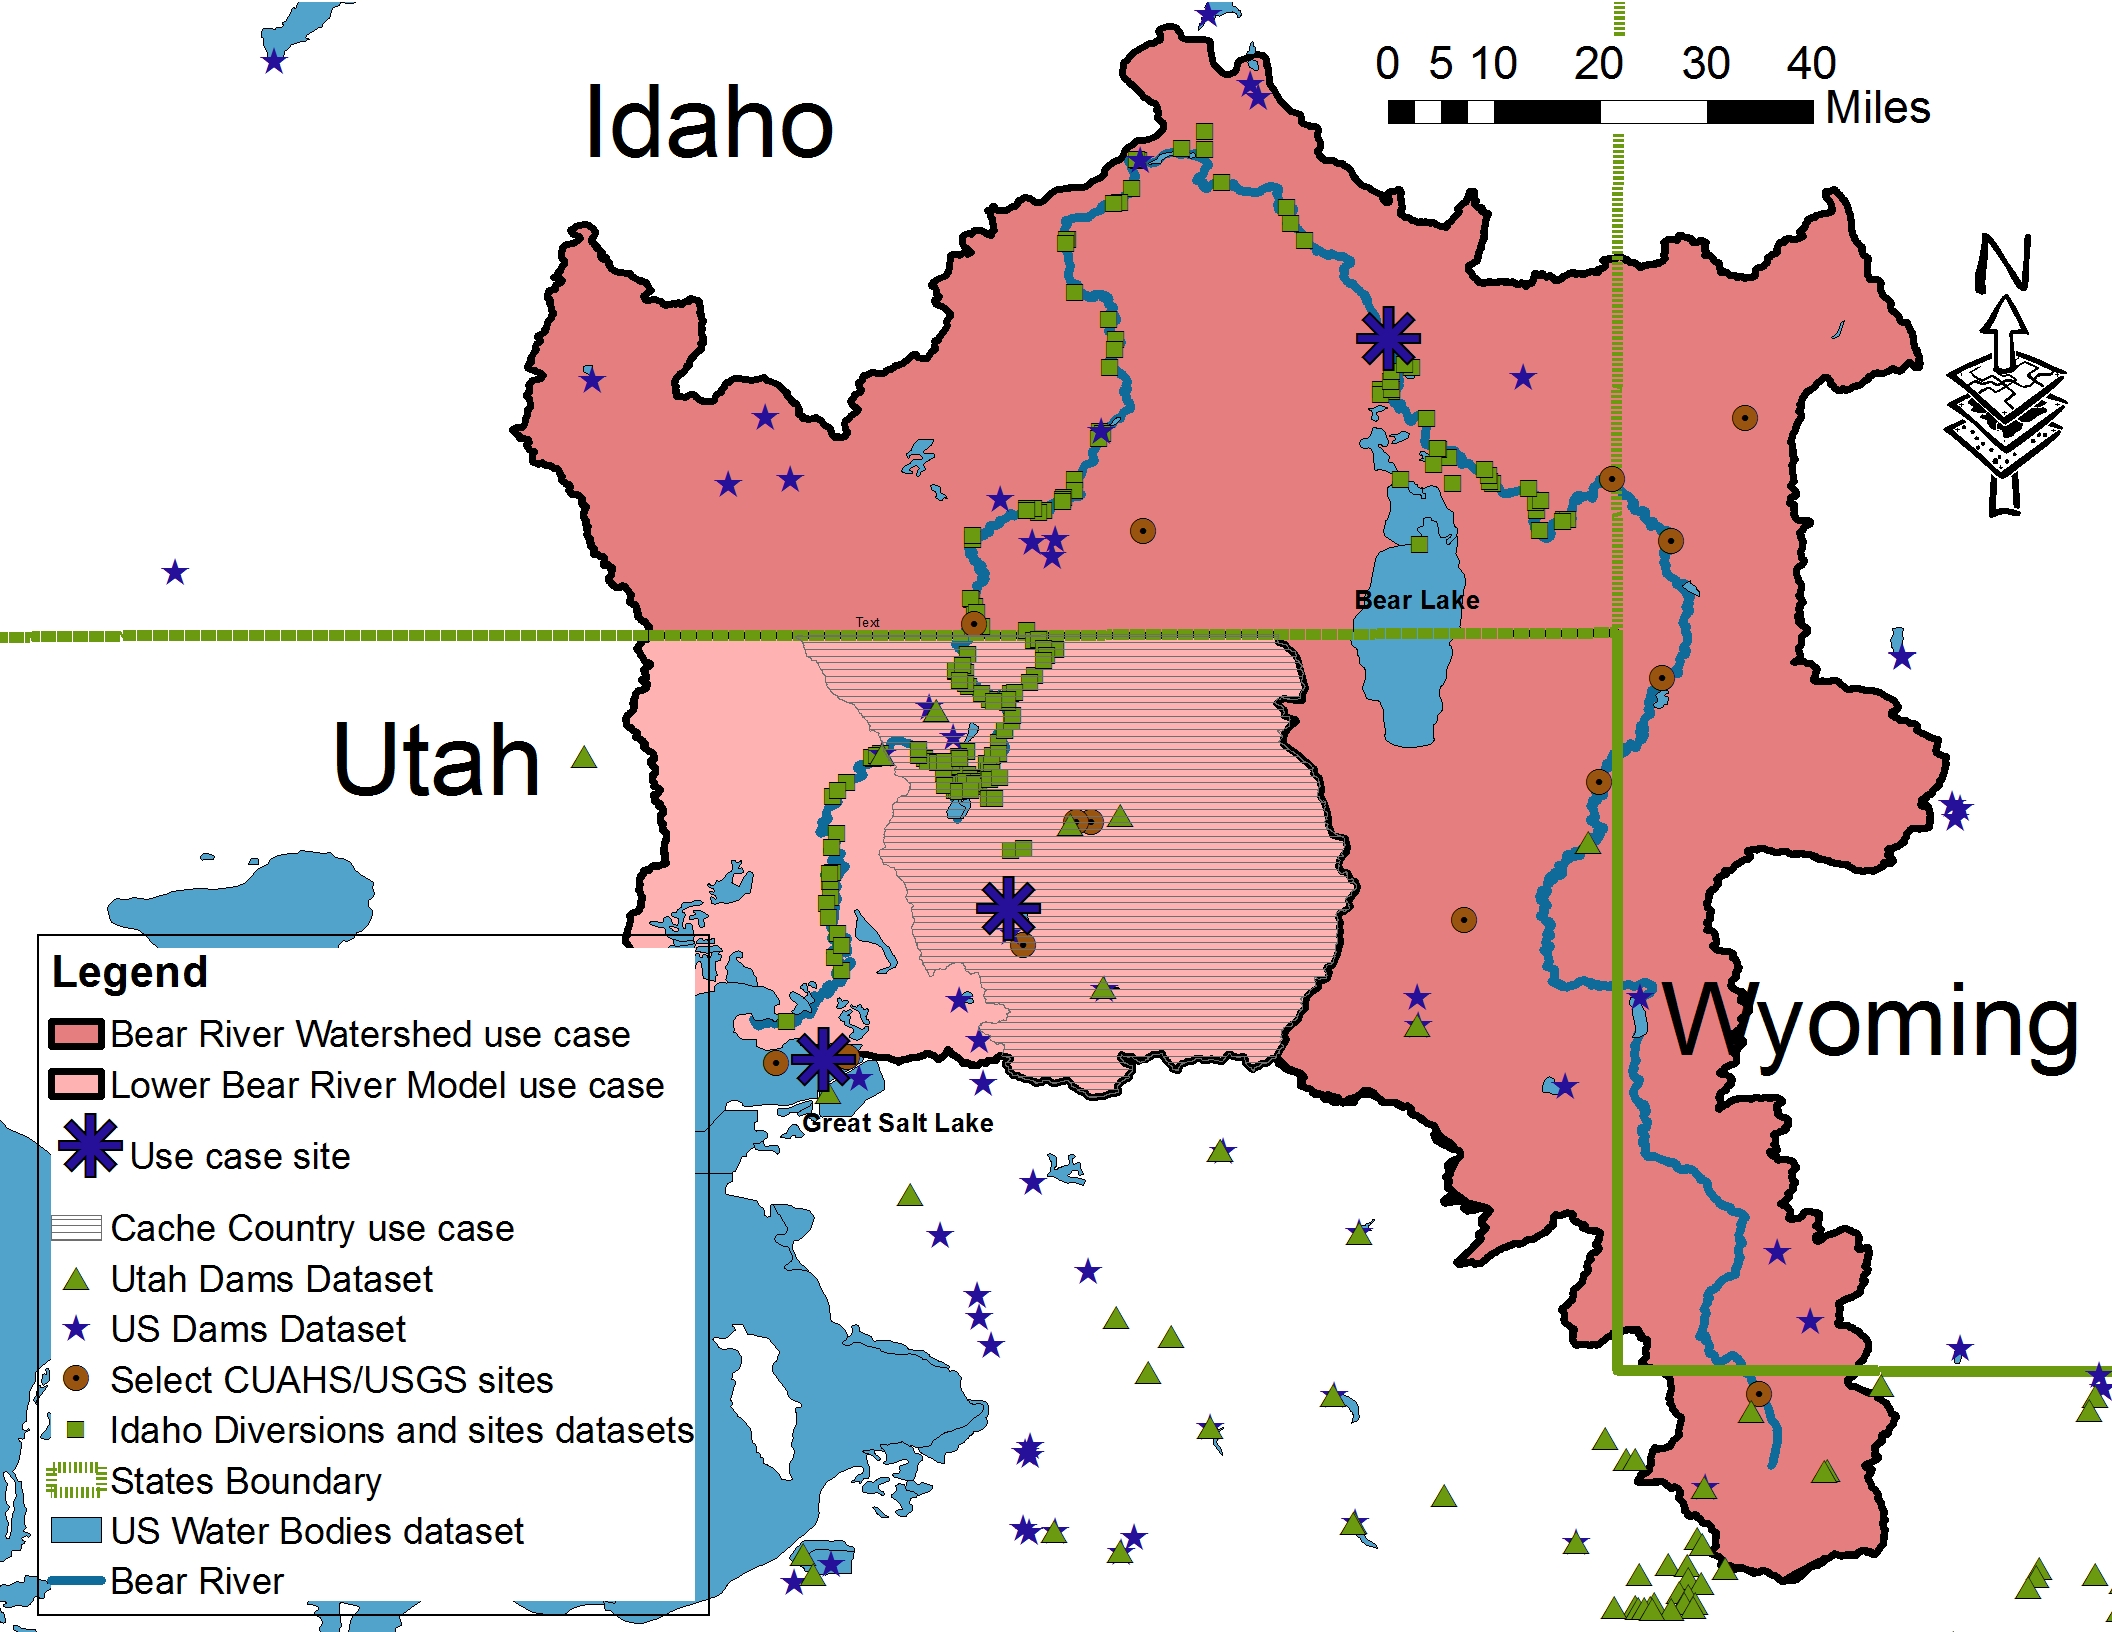 0 5 10 20 30 40
Miles
Idaho
N
Bear Lake
Text
Utah
Wyoming
Great Salt Lake
Legend
Bear River Watershed use case
Lower Bear River Model use case
Use case site
Cache Country use case
Utah Dams Dataset
US Dams Dataset
Select CUAHS/USGS sites
Idaho Diversions and sites datasets
States Boundary
US Water Bodies dataset
Bear River